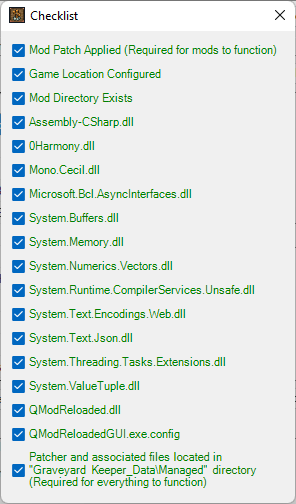 Checklist
Mod Patch Applied (Required for mods to function)
Game Location Configured
Mod Directory Exists
Assembly-CSharp.dll
0Harmony.dll
Mono.Cecil.dll
Microsoft.Bcl.AsyncInterfaces.dll
System.Buffers.dll
System.Memory.dll
System.Numerics.Vectors.dll
System.Runtime.CompilerServices.Unsafe.dll
System.Text.Encodings.Web.dll
System.Text.Json.dll
System.Threading.Tasks.Extensions.dll
System.ValueTuple.dll
QModReloaded.dll
QModReloadedGUI.exe.config
Patcher and associated files located in
"Graveyard Keeper_Data\Managed" directory
(Required for everything to function)